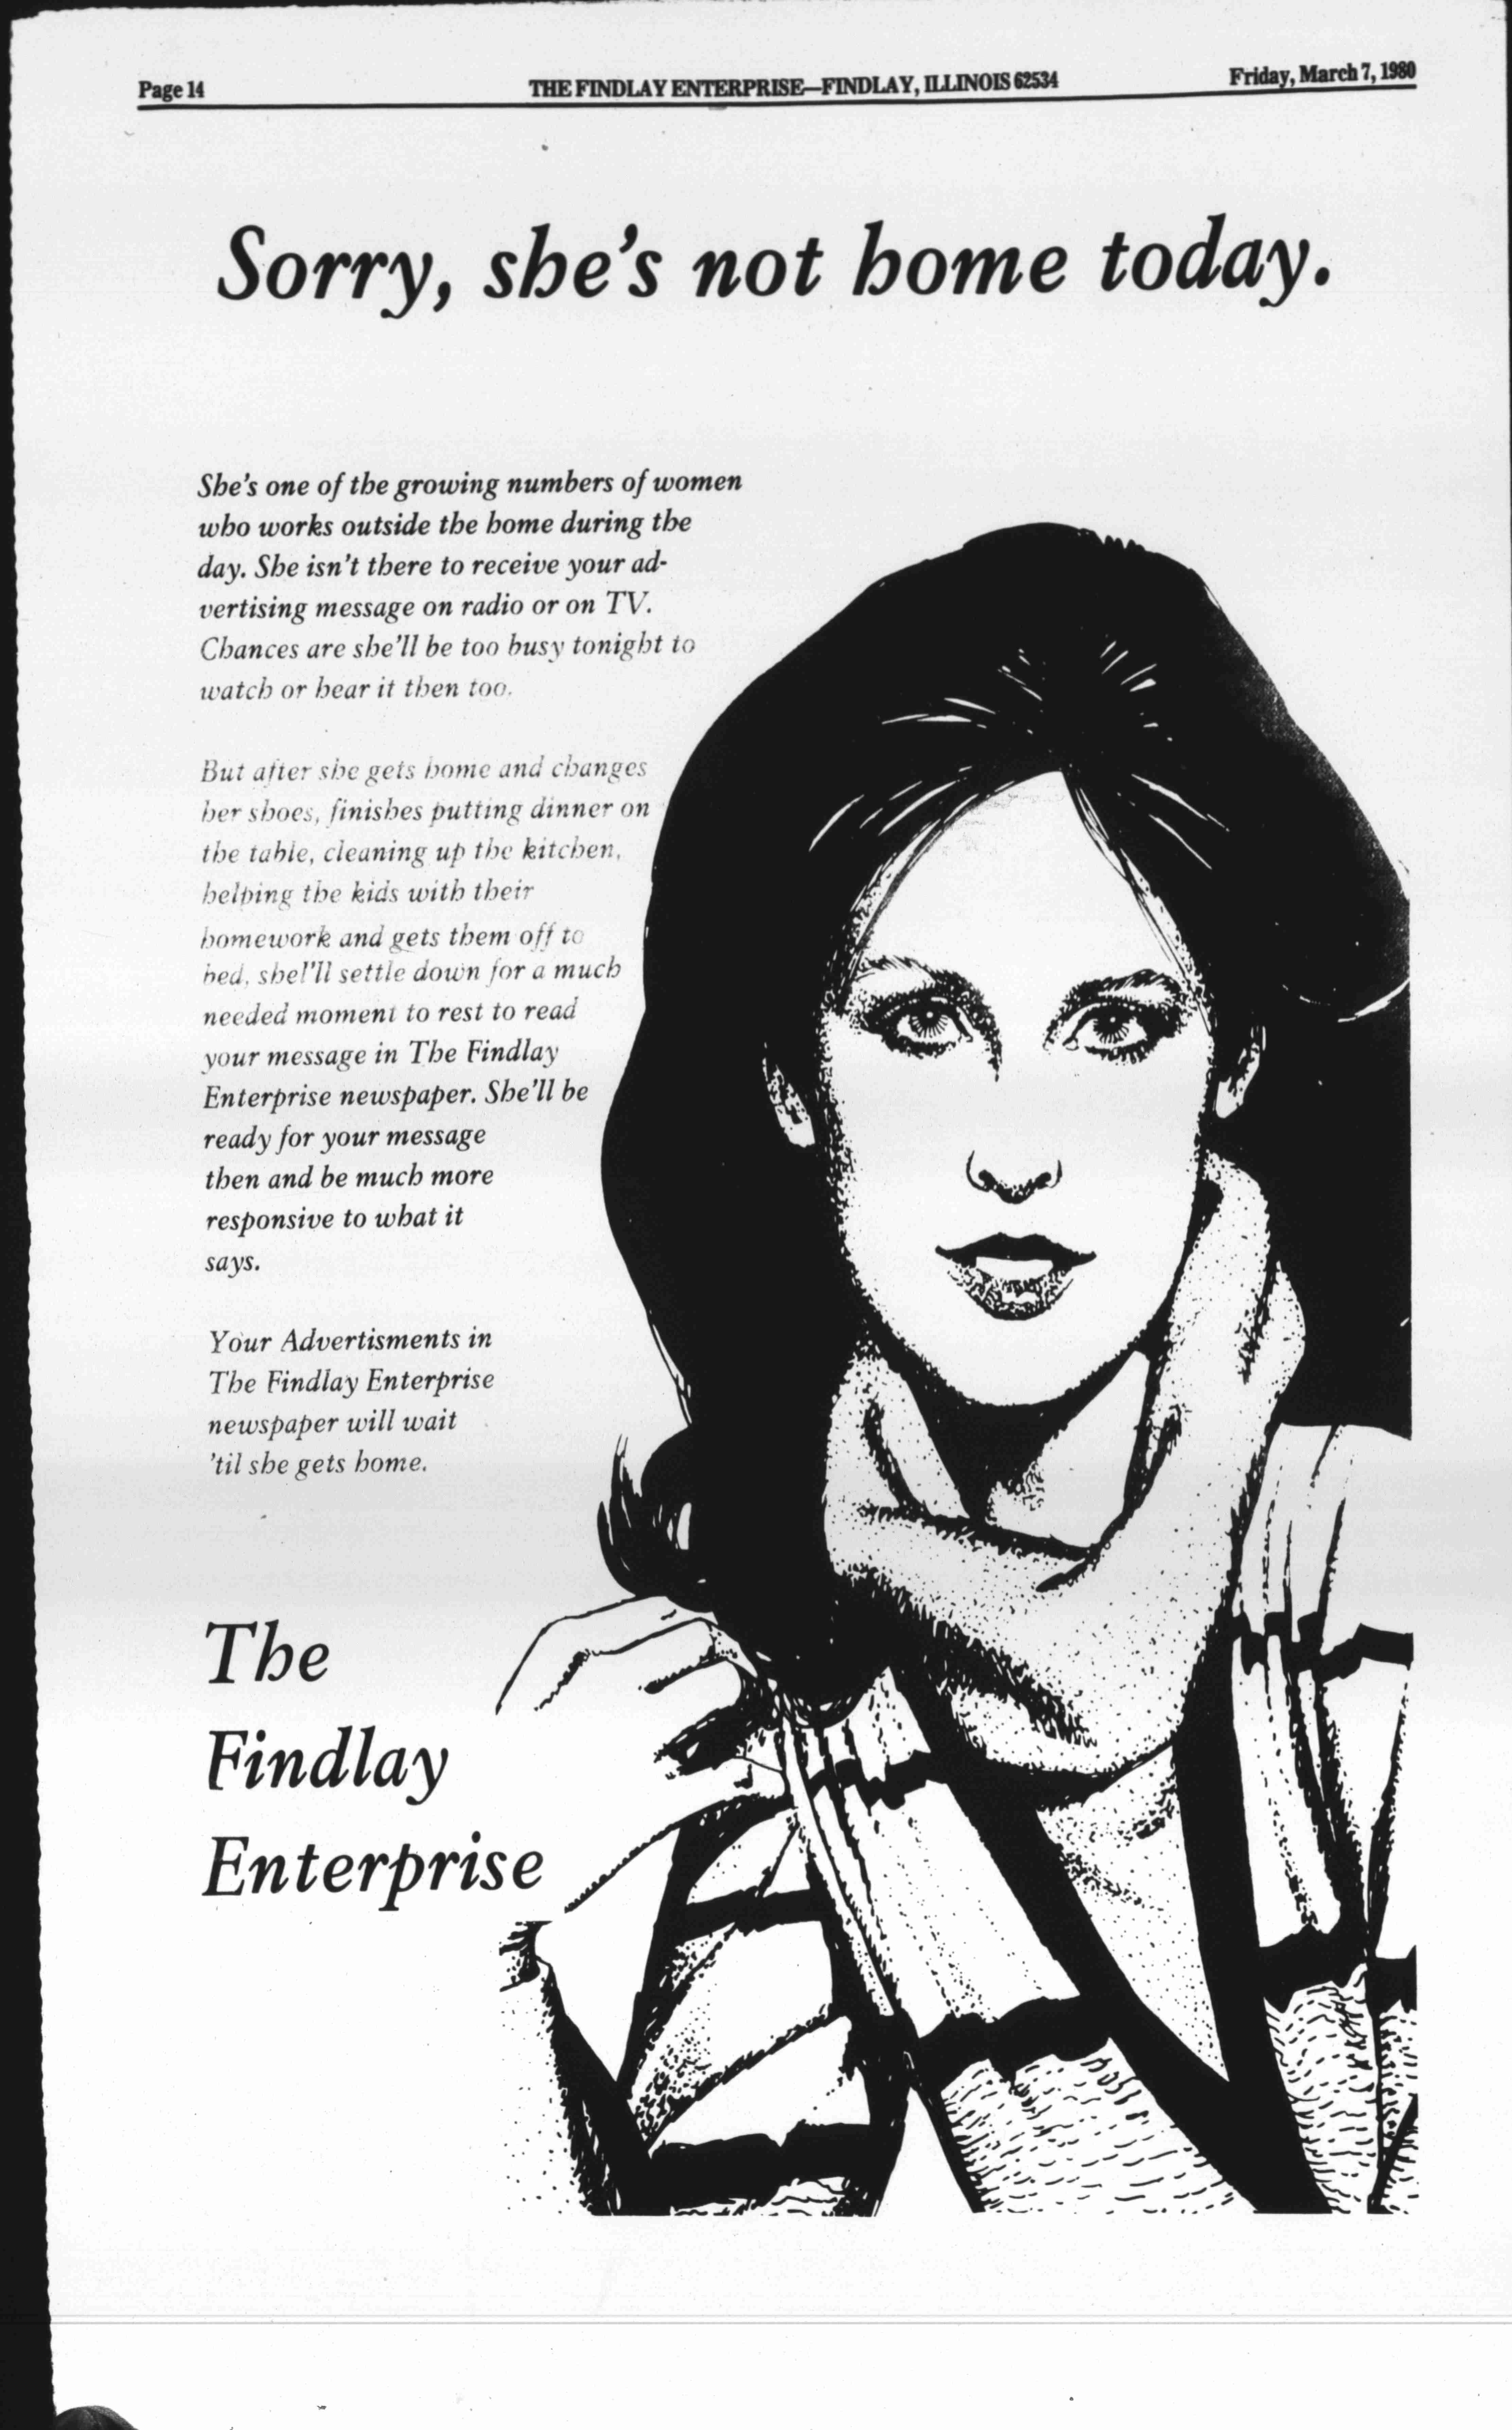 Page 14
THE FINDLAY ENTERPRISE—FINDLAY, ILLINOIS 62534
Friday, March 7, 1980
Sorry, she's not home today.
She's one of the growing numbers of women
who works outside the home during the
day. She isn't there to receive your ad-
vertising message on radio or on TV.
Chances are she'll be too busy tonight to
watch or hear it then too.
But after she gets home and changes
her shoes, finishes putting dinner on
the table, cleaning up the kitchen,
helping the kids with their
homework and gets them off to
bed, shel'll settle down for a much
needed moment to rest to read
your message in The Findlay
Enterprise newspaper. She'll be
ready for your message
then and be much more
responsive to what it
says.
Your Advertisments in
The Findlay Enterprise
newspaper will wait
'til she gets home.
The
Findlay
Enterprise